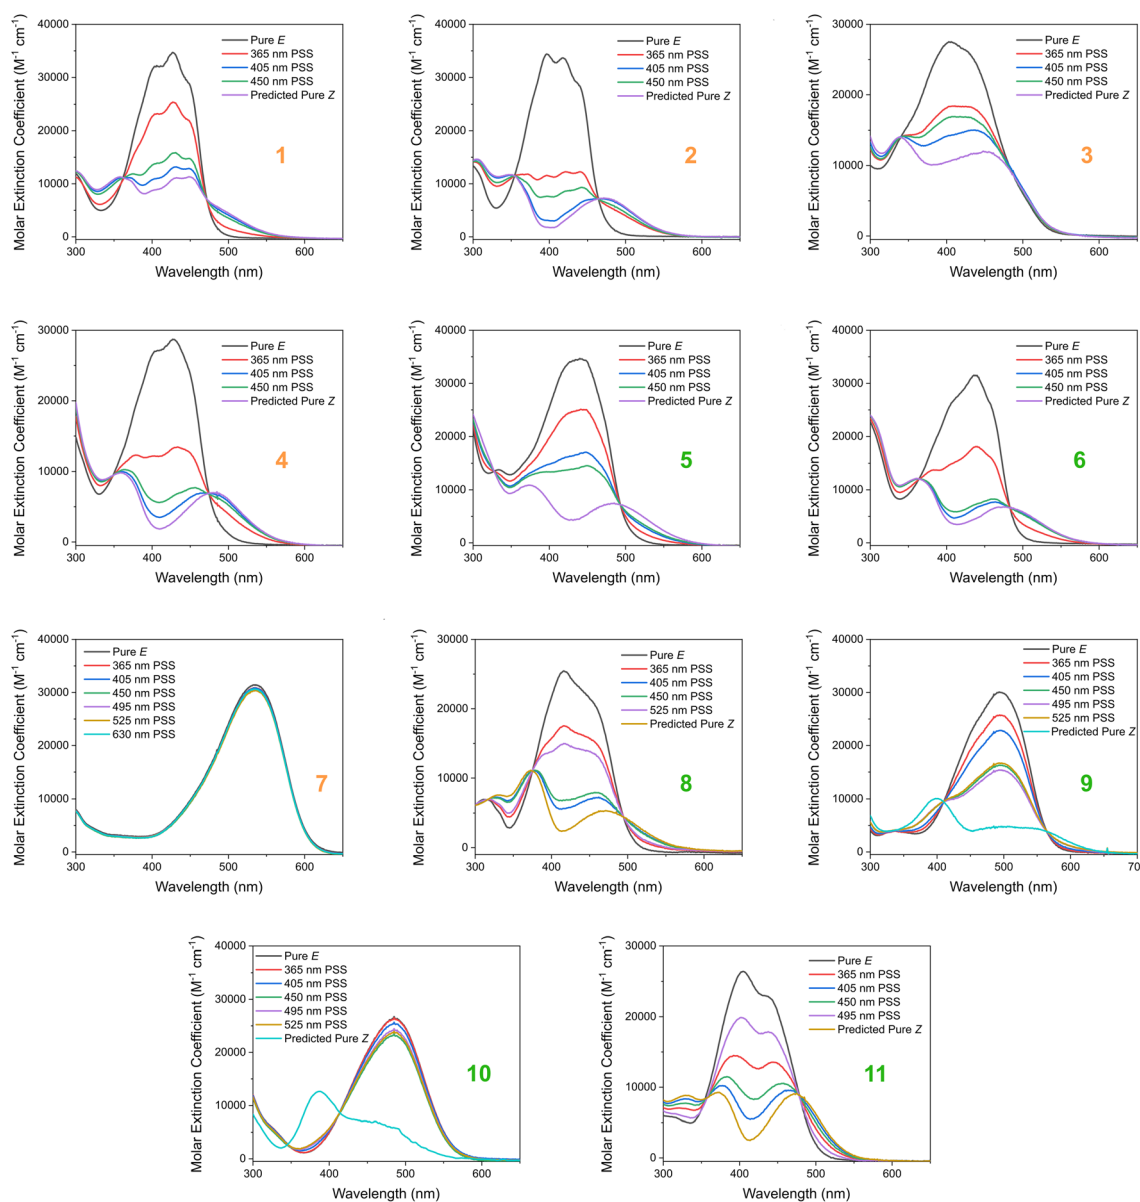 Molar Extinction Coefficient (M-1 cm-1)
40000
30000
20000
10000
0
300 400 500 600
Wavelength (nm)
Pure E
365 nm PSS
405 nm PSS
450 nm PSS
Predicted Pure Z
1
Molar Extinction Coefficient (M-1 cm-1)
40000
30000
20000
10000
0
300 400 500 600
Wavelength (nm)
Pure E
365 nm PSS
405 nm PSS
450 nm PSS
Predicted Pure Z
2
Molar Extinction Coefficient (M-1 cm-1)
30000
20000
10000
0
300 400 500 600
Wavelength (nm)
Pure E
365 nm PSS
405 nm PSS
450 nm PSS
Predicted Pure Z
3
Molar Extinction Coefficient (M-1 cm-1)
30000
20000
10000
0
300 400 500 600
Wavelength (nm)
Pure E
365 nm PSS
405 nm PSS
450 nm PSS
Predicted Pure Z
4
Molar Extinction Coefficient (M-1 cm-1)
40000
30000
20000
10000
0
300 400 500 600
Wavelength (nm)
Pure E
365 nm PSS
405 nm PSS
450 nm PSS
Predicted Pure Z
5
Molar Extinction Coefficient (M-1 cm-1)
40000
30000
20000
10000
0
300 400 500 600
Wavelength (nm)
Pure E
365 nm PSS
405 nm PSS
450 nm PSS
Predicted Pure Z
6
Molar Extinction Coefficient (M-1 cm-1)
40000
30000
20000
10000
0
300 400 500 600
Wavelength (nm)
Pure E
365 nm PSS
405 nm PSS
450 nm PSS
495 nm PSS
525 nm PSS
630 nm PSS
7
Molar Extinction Coefficient (M-1 cm-1)
30000
20000
10000
0
300 400 500 600
Wavelength (nm)
Pure E
365 nm PSS
405 nm PSS
450 nm PSS
525 nm PSS
Predicted Pure Z
8
Molar Extinction Coefficient (M-1 cm-1)
40000
30000
20000
10000
0
300 400 500 600 70
Wavelength (nm)
Pure E
365 nm PSS
405 nm PSS
450 nm PSS
495 nm PSS
525 nm PSS
Predicted Pure Z
9
Molar Extinction Coefficient (M-1 cm-1)
40000
30000
20000
10000
0
300 400 500 600
Wavelength (nm)
Pure E
365 nm PSS
405 nm PSS
450 nm PSS
495 nm PSS
525 nm PSS
Predicted Pure Z
10
Molar Extinction Coefficient (M-1 cm-1)
30000
20000
10000
0
300 400 500 600
Wavelength (nm)
Pure E
365 nm PSS
405 nm PSS
450 nm PSS
495 nm PSS
Predicted Pure Z
11